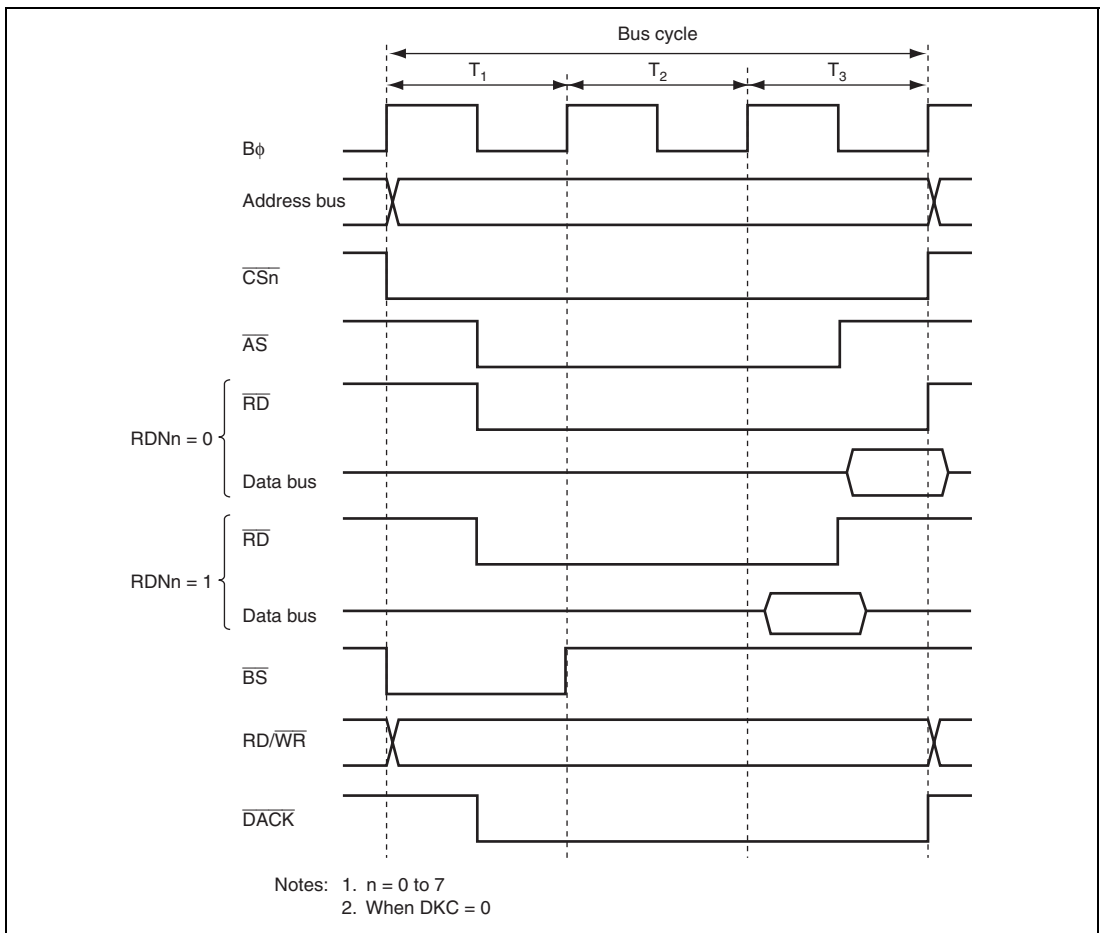 Bus cycle
T1 T2 T3
Bφ
Address bus
CSn
AS
RD
RDNn = 0
Data bus
RD
RDNn = 1
Data bus
BS
RD/WR
DACK
Notes: 1. n = 0 to 7
2. When DKC = 0